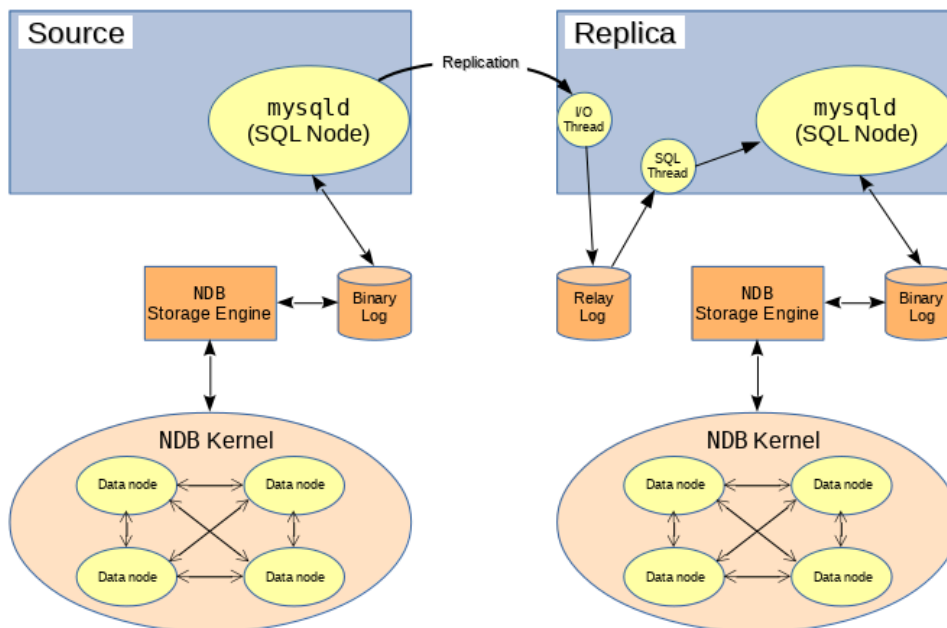 Source
Replica
Replication
mysqld
(SQL Node)
I/O
Thread
mysqld
(SQL Node)
SQL
Thread
NDB
Storage Engine
Binary
Log
Relay
Log
NDB
Storage Engine
Binary
Log
NDB Kernel
Data node
Data node
Data node
Data node
NDB Kernel
Data node
Data node
Data node
Data node